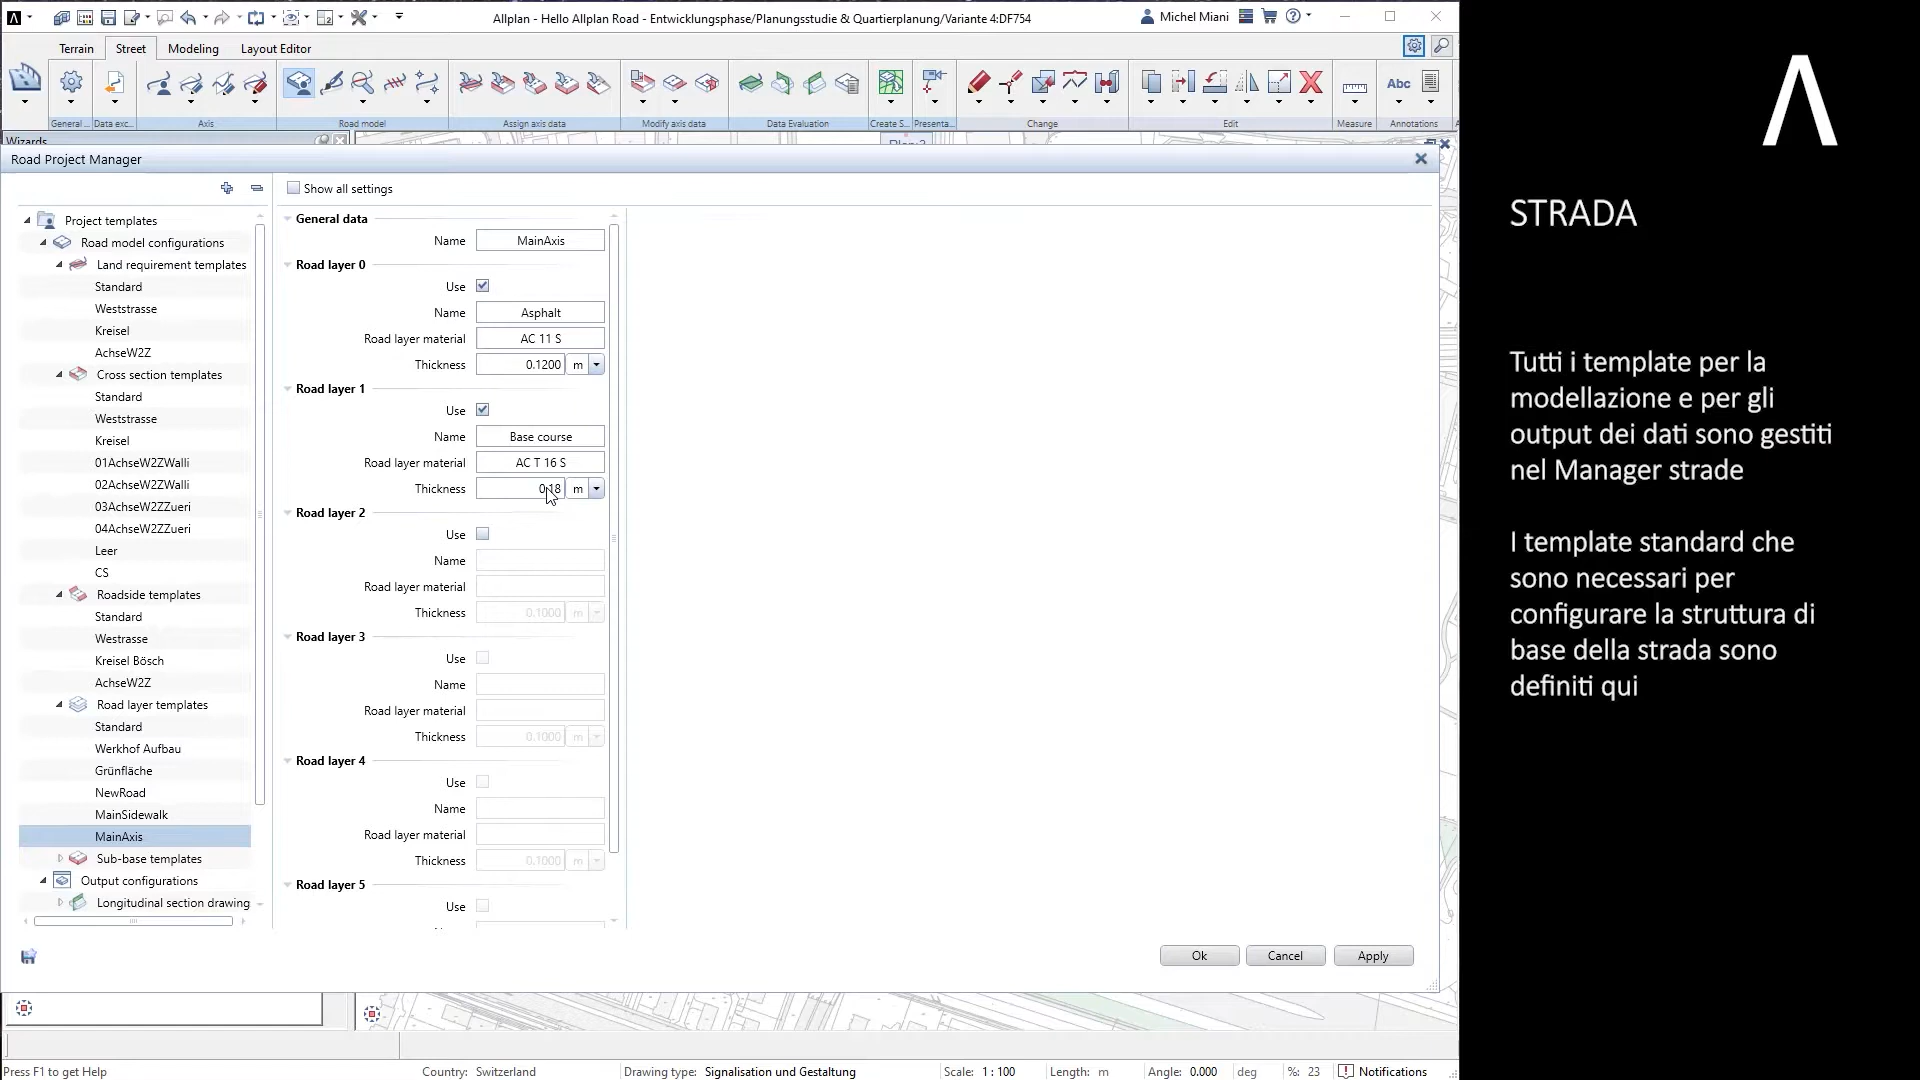 Allplan - Hello Allplan Road - Entwicklungsphase/Planungsstudie & Quartierplanung/Variante 4:DF754
Michel Miani
Terrain
Street
Modeling
Layout Editor
General ...
Data exc...
Axis
Road model
Assign axis data
Modify axis data
Data Evaluation
Create S...
Presenta...
Change
Edit
Measure
Abc
Annotations
Wizards
Road Project Manager
Show all settings
Project templates
Road model configurations
Land requirement templates
Standard
Weststrasse
Kreisel
AchseW2Z
Cross section templates
Standard
Weststrasse
Kreisel
01AchseW2ZWalli
02AchseW2ZWalli
03AchseW2ZZueri
04AchseW2ZZueri
Leer
CS
Roadside templates
Standard
Westrasse
Kreisel Bösch
AchseW2Z
Road layer templates
Standard
Werkhof Aufbau
Grünfläche
NewRoad
MainSidewalk
MainAxis
Sub-base templates
Output configurations
Longitudinal section drawing
General data
Name MainAxis
Road layer 0
Use
Name Asphalt
Road layer material AC 11 S
Thickness 0.1200 m
Road layer 1
Use
Name Base course
Road layer material AC T 16 S
Thickness 0.18 m
Road layer 2
Use
Name
Road layer material
Thickness 0.1000 m
Road layer 3
Use
Name
Road layer material
Thickness 0.1000 m
Road layer 4
Use
Name
Road layer material
Thickness 0.1000 m
Road layer 5
Use
Ok
Cancel
Apply
Press F1 to get Help
Country: Switzerland
Drawing type: Signalisation und Gestaltung
Scale: 1 : 100
Length: m
Angle: 0.000 deg
%: 23
Notifications
STRADA
Tutti i template per la
modellazione e per gli
output dei dati sono gestiti
nel Manager strade
I template standard che
sono necessari per
configurare la struttura di
base della strada sono
definiti qui